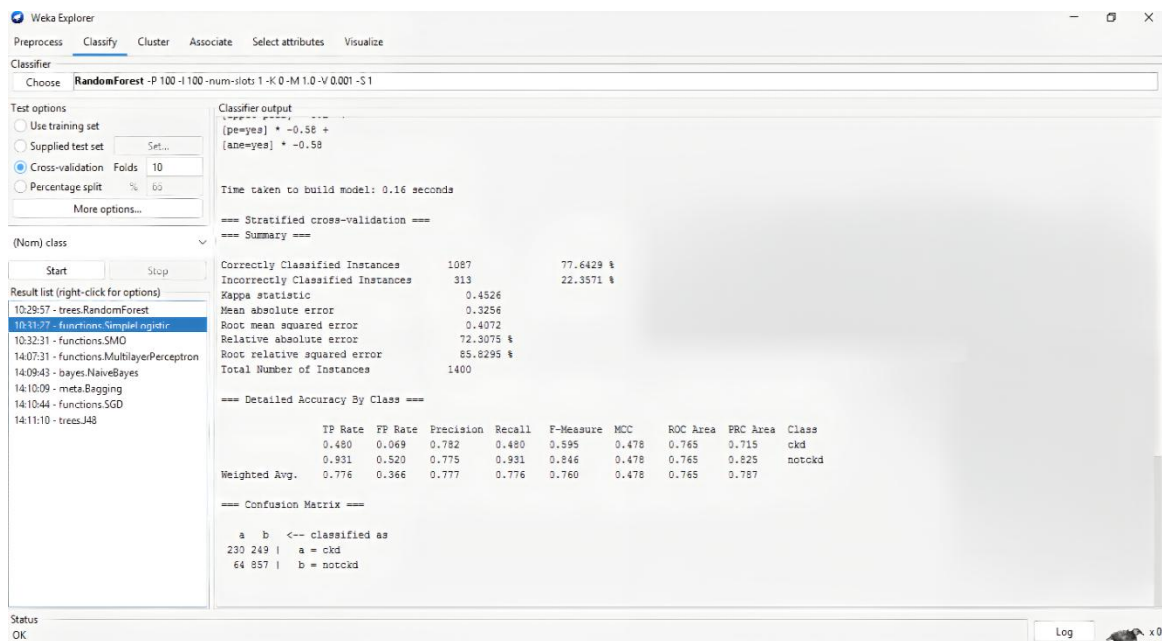 Weka Explorer
Preprocess Classify Cluster Associate Select attributes Visualize
Classifier
Choose RandomForest -P 100 -I 100 -num-slots 1 -K 0 -M 1.0 -V 0.001 -S 1
Test options
Use training set
Supplied test set Set...
Cross-validation Folds 10
Percentage split % 66
More options...
(Nom) class
Start Stop
Result list (right-click for options)
10:29:57 - trees.RandomForest
10:31:27 - functions.SimpleLogistic
10:32:31 - functions.SMO
14:07:31 - functions.MultilayerPerceptron
14:09:43 - bayes.NaiveBayes
14:10:09 - meta.Bagging
14:10:44 - functions.SGD
14:11:10 - trees.J48
Classifier output
[pe=yes] * -0.58 +
[ane=yes] * -0.58
Time taken to build model: 0.16 seconds
=== Stratified cross-validation ===
=== Summary ===
Correctly Classified Instances 1087 77.6429 %
Incorrectly Classified Instances 313 22.3571 %
Kappa statistic 0.4526
Mean absolute error 0.3256
Root mean squared error 0.4072
Relative absolute error 72.3075 %
Root relative squared error 85.8295 %
Total Number of Instances 1400
=== Detailed Accuracy By Class ===
TP Rate FP Rate Precision Recall F-Measure MCC ROC Area PRC Area Class
0.480 0.069 0.782 0.480 0.595 0.478 0.765 0.715 ckd
0.931 0.520 0.775 0.931 0.846 0.478 0.765 0.825 notckd
Weighted Avg. 0.776 0.366 0.777 0.776 0.760 0.478 0.765 0.787
=== Confusion Matrix ===
a b <-- classified as
230 249 | a = ckd
64 857 | b = notckd
Status
OK
Log
x 0